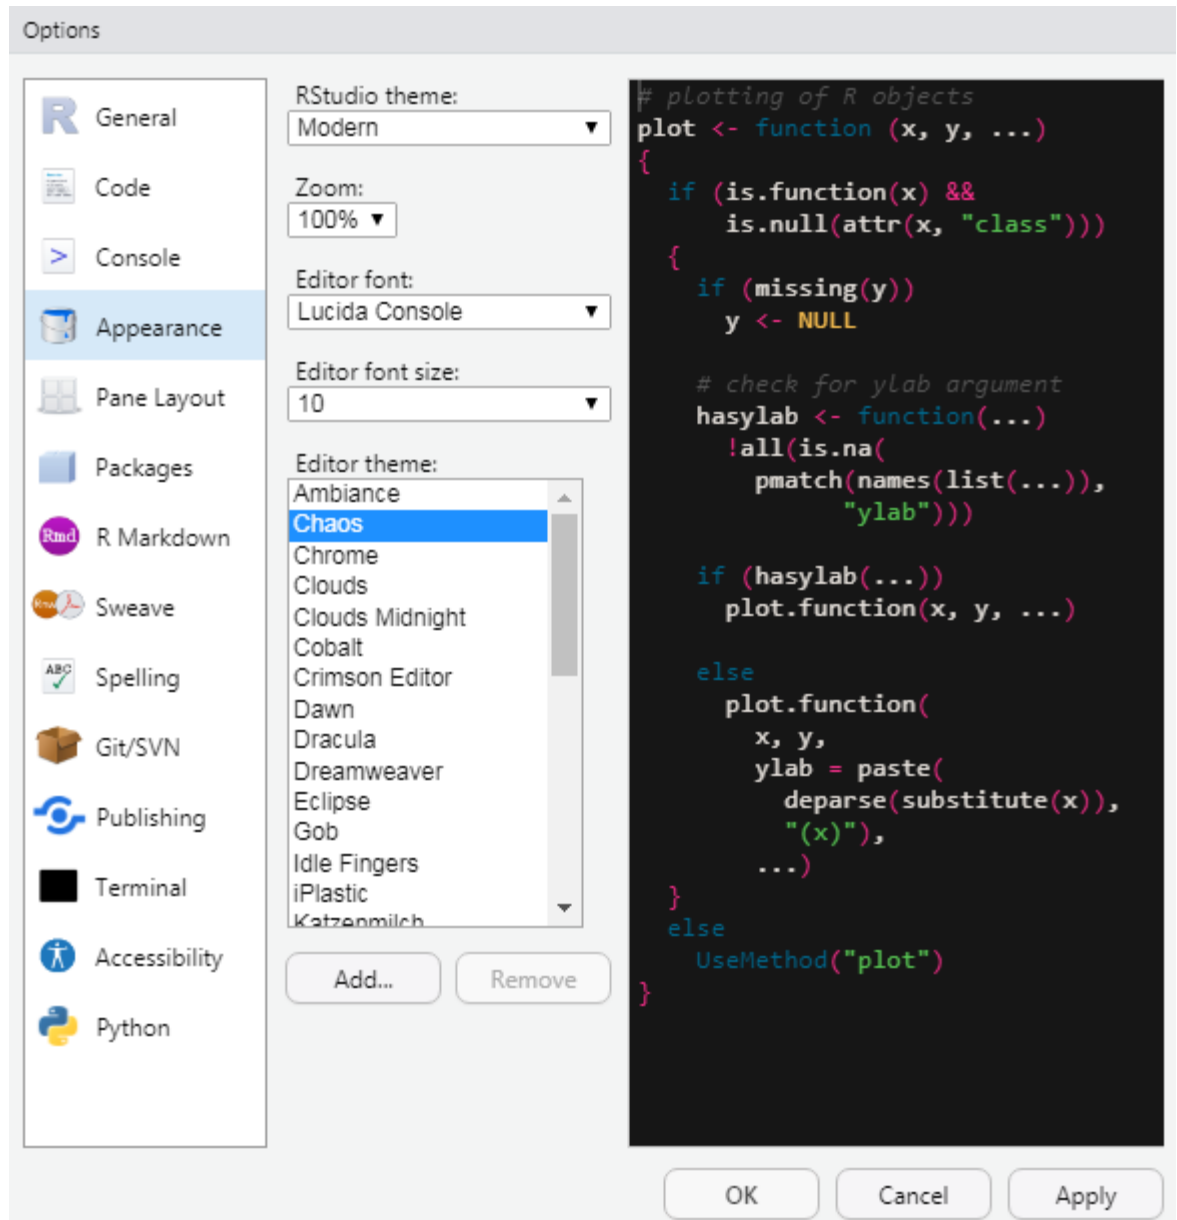 Options
General
Code
Console
Appearance
Pane Layout
Packages
Rmd R Markdown
Rnw Sweave
ABC Spelling
Git/SVN
Publishing
Terminal
Accessibility
Python
RStudio theme:
Modern
Zoom:
100%
Editor font:
Lucida Console
Editor font size:
10
Editor theme:
Ambiance
Chaos
Chrome
Clouds
Clouds Midnight
Cobalt
Crimson Editor
Dawn
Dracula
Dreamweaver
Eclipse
Gob
Idle Fingers
iPlastic
Katzenmilch
Add...
Remove
# plotting of R objects
plot <- function (x, y, ...)
{
  if (is.function(x) &&
      is.null(attr(x, "class")))
  {
    if (missing(y))
      y <- NULL
    # check for ylab argument
    hasylab <- function(...)
      !all(is.na(
        pmatch(names(list(...)),
              "ylab")))
    if (hasylab(...))
      plot.function(x, y, ...)
    else
      plot.function(
        x, y,
        ylab = paste(
          deparse(substitute(x)),
          "(x)"),
        ...)
  }
  else
    UseMethod("plot")
}
OK
Cancel
Apply